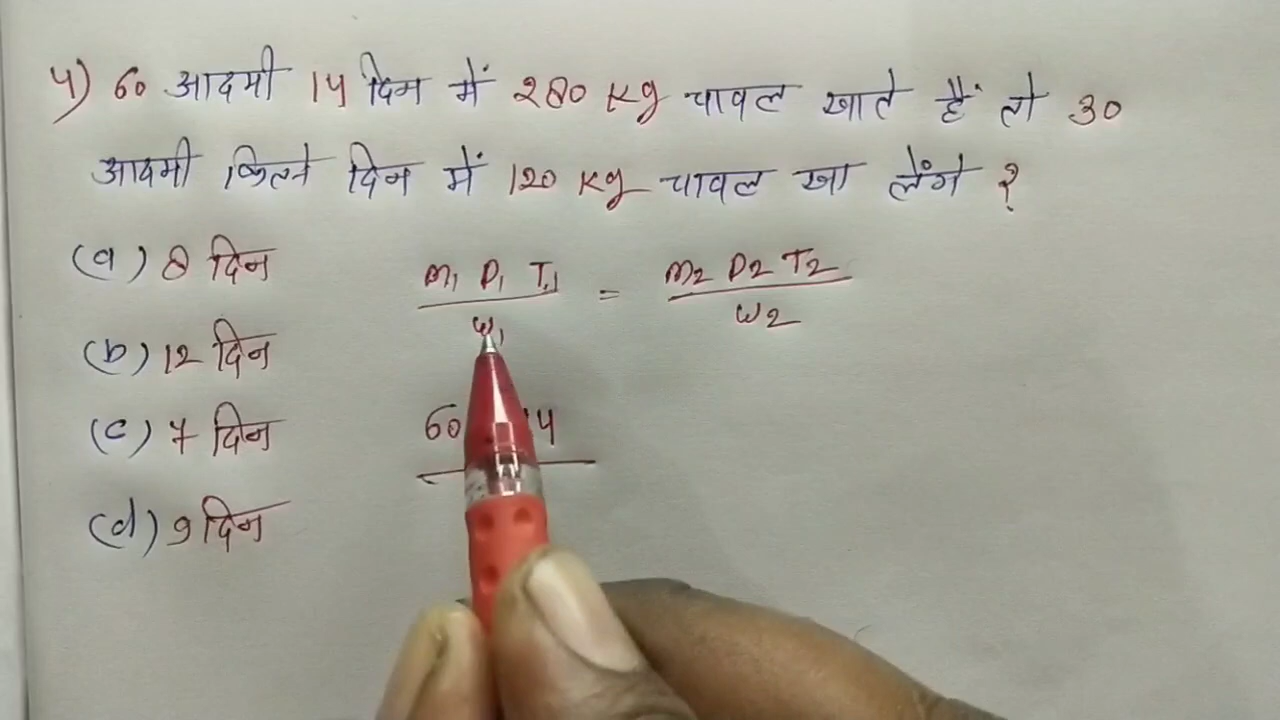 4) 60 आदमी 14 दिन में 280 Kg चावल खाते हैं तो 30
आदमी कितने दिन में 120 Kg चावल खा लेंगे ?
(a) 8 दिन
(b) 12 दिन
(c) 7 दिन
(d) 9 दिन
M1 D1 T1 / W1 = M2 D2 T2 / W2
60 14